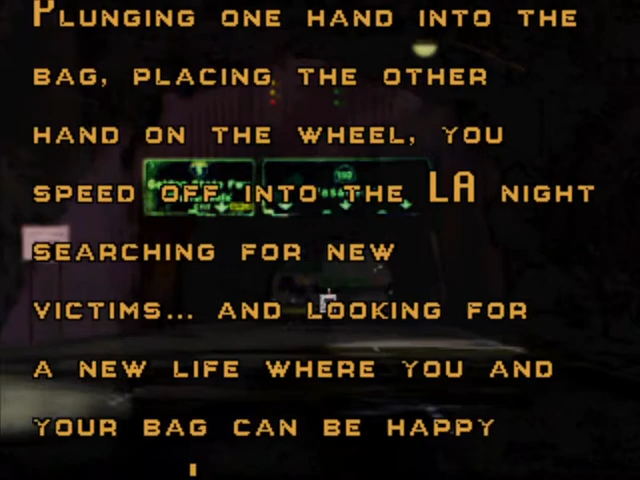 Plunging one hand into the
bag, placing the other
hand on the wheel, you
speed off into the LA night
searching for new
victims... and looking for
a new life where you and
your bag can be happy